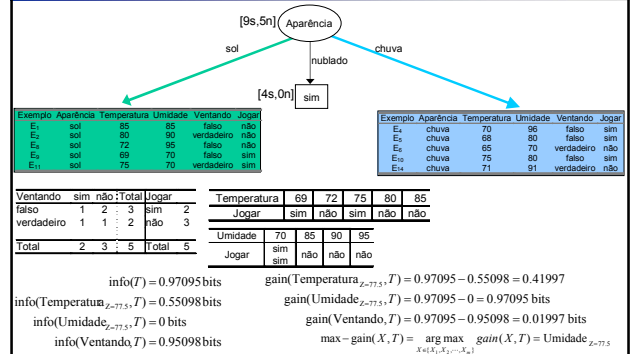 [9s,5n] Aparência
sol nublado chuva
[4s,0n] sim
Exemplo Aparência Temperatura Umidade Ventando Jogar
E1 sol 85 85 falso não
E2 sol 80 90 verdadeiro não
E8 sol 72 95 falso não
E9 sol 69 70 falso sim
E11 sol 75 70 verdadeiro sim
Exemplo Aparência Temperatura Umidade Ventando Jogar
E4 chuva 70 96 falso sim
E5 chuva 68 80 falso sim
E6 chuva 65 70 verdadeiro não
E10 chuva 75 80 falso sim
E14 chuva 71 91 verdadeiro não
Ventando sim não Total Jogar
falso 1 2 3 sim 2
verdadeiro 1 1 2 não 3
Total 2 3 5 Total 5
Temperatura 69 72 75 80 85
Jogar sim não sim não não
Umidade 70 85 90 95
Jogar sim sim não não não
info(T) = 0.97095 bits
info(Temperatura Z=77.5, T) = 0.55098 bits
info(Umidade Z=77.5, T) = 0 bits
info(Ventando, T) = 0.95098 bits
gain(Temperatura Z=77.5, T) = 0.97095 − 0.55098 = 0.41997
gain(Umidade Z=77.5, T) = 0.97095 − 0 = 0.97095 bits
gain(Ventando, T) = 0.97095 − 0.95098 = 0.01997 bits
max − gain(X, T) = arg max X∈{X1, X2, ⋯, Xm} gain(X, T) = Umidade Z=77.5